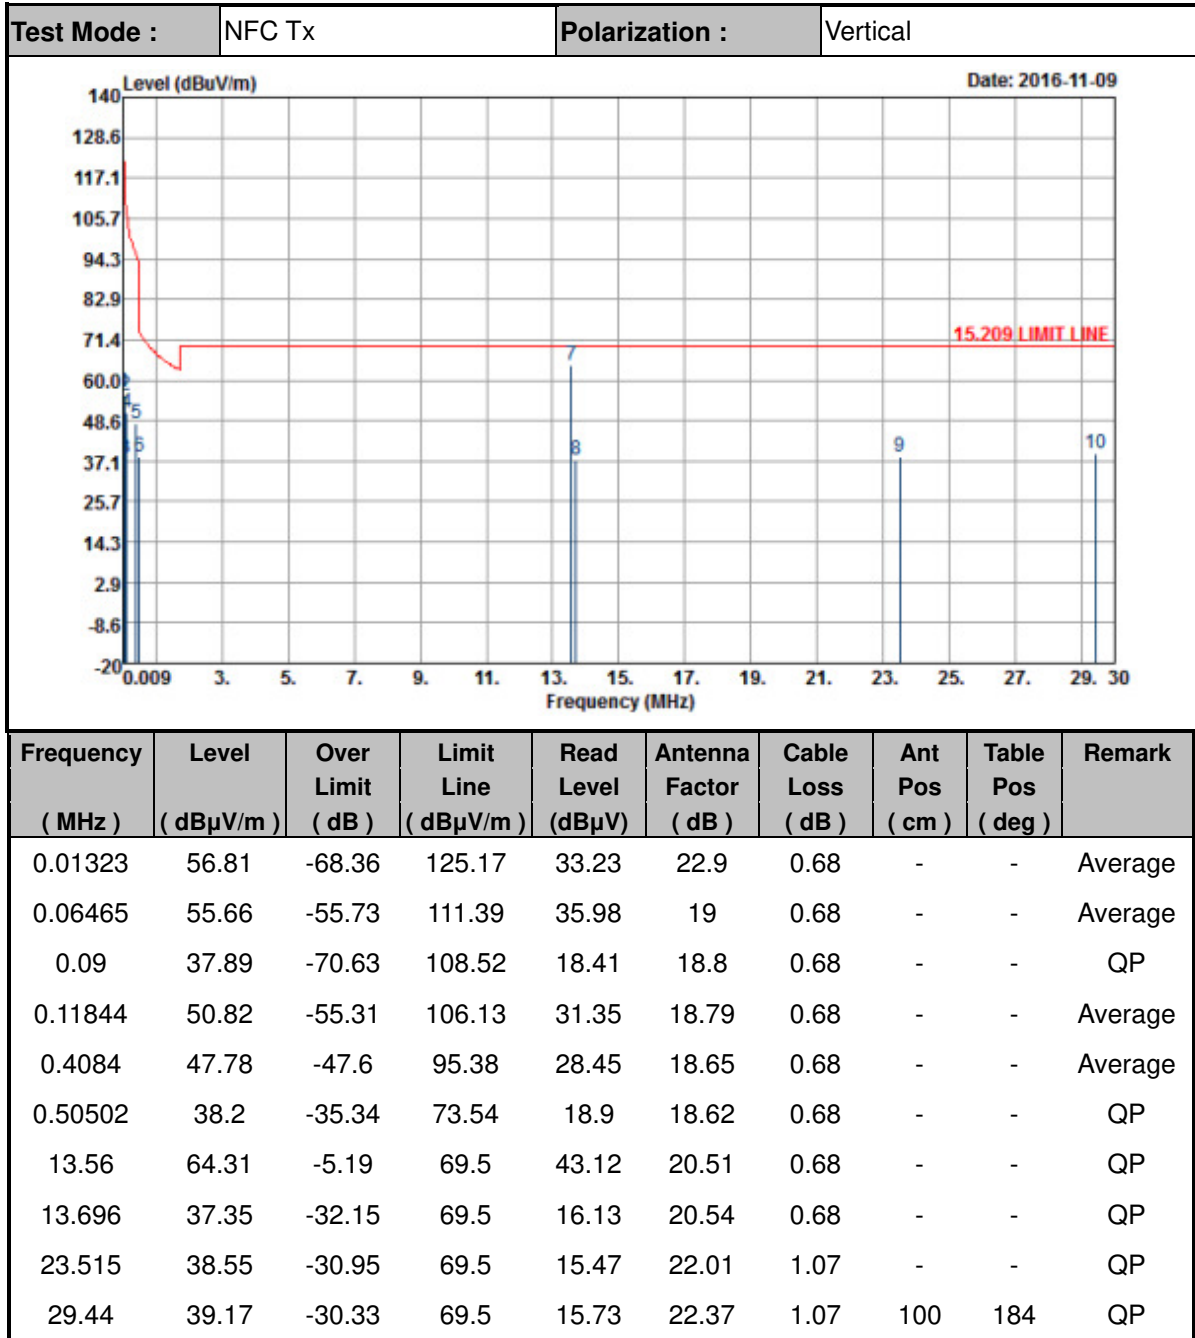 Test Mode : NFC Tx Polarization : Vertical
Level (dBuV/m) Date: 2016-11-09
140
128.6
117.1
105.7
94.3
82.9
71.4
60.0
48.6
37.1
25.7
14.3
2.9
-8.6
-20
15.209 LIMIT LINE
2
4
5
6
7
8
9
10
0.009 3. 5. 7. 9. 11. 13. 15. 17. 19. 21. 23. 25. 27. 29. 30
Frequency (MHz)
Frequency Level Over Limit Read Antenna Cable Ant Table Remark
Limit Line Level Factor Loss Pos Pos
( MHz ) ( dBµV/m ) ( dB ) ( dBµV/m ) (dBµV) ( dB ) ( dB ) ( cm ) ( deg )
0.01323 56.81 -68.36 125.17 33.23 22.9 0.68 - - Average
0.06465 55.66 -55.73 111.39 35.98 19 0.68 - - Average
0.09 37.89 -70.63 108.52 18.41 18.8 0.68 - - QP
0.11844 50.82 -55.31 106.13 31.35 18.79 0.68 - - Average
0.4084 47.78 -47.6 95.38 28.45 18.65 0.68 - - Average
0.50502 38.2 -35.34 73.54 18.9 18.62 0.68 - - QP
13.56 64.31 -5.19 69.5 43.12 20.51 0.68 - - QP
13.696 37.35 -32.15 69.5 16.13 20.54 0.68 - - QP
23.515 38.55 -30.95 69.5 15.47 22.01 1.07 - - QP
29.44 39.17 -30.33 69.5 15.73 22.37 1.07 100 184 QP